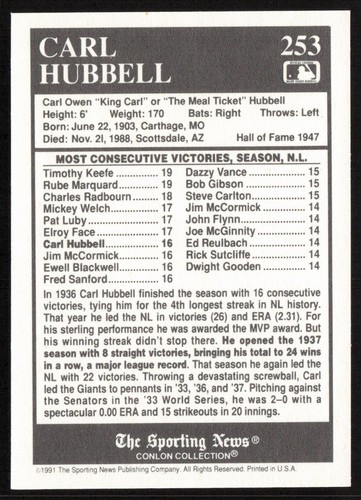 CARL
HUBBELL
253
Carl Owen "King Carl" or "The Meal Ticket" Hubbell
Height: 6' Weight: 170 Bats: Right Throws: Left
Born: June 22, 1903, Carthage, MO
Died: Nov. 21, 1988, Scottsdale, AZ Hall of Fame 1947
MOST CONSECUTIVE VICTORIES, SEASON, N.L.
Timothy Keefe 19
Rube Marquard 19
Charles Radbourn 18
Mickey Welch 17
Pat Luby 17
Elroy Face 17
Carl Hubbell 16
Jim McCormick 16
Ewell Blackwell 16
Fred Sanford 16
Dazzy Vance 15
Bob Gibson 15
Steve Carlton 15
Jim McCormick 14
John Flynn 14
Joe McGinnity 14
Ed Reulbach 14
Rick Sutcliffe 14
Dwight Gooden 14
In 1936 Carl Hubbell finished the season with 16 consecutive
victories, tying him for the 4th longest streak in NL history.
That year he led the NL in victories (26) and ERA (2.31). For
his sterling performance he was awarded the MVP award. But
his winning streak didn't stop there. He opened the 1937
season with 8 straight victories, bringing his total to 24 wins
in a row, a major league record. That season he again led the
NL with 22 victories. Throwing a devastating screwball, Carl
led the Giants to pennants in '33, '36, and '37. Pitching against
the Senators in the '33 World Series, he was 2–0 with a
spectacular 0.00 ERA and 15 strikeouts in 20 innings.
The Sporting News®
CONLON COLLECTION®
©1991 The Sporting News Publishing Company. All Rights Reserved. Printed in U.S.A.